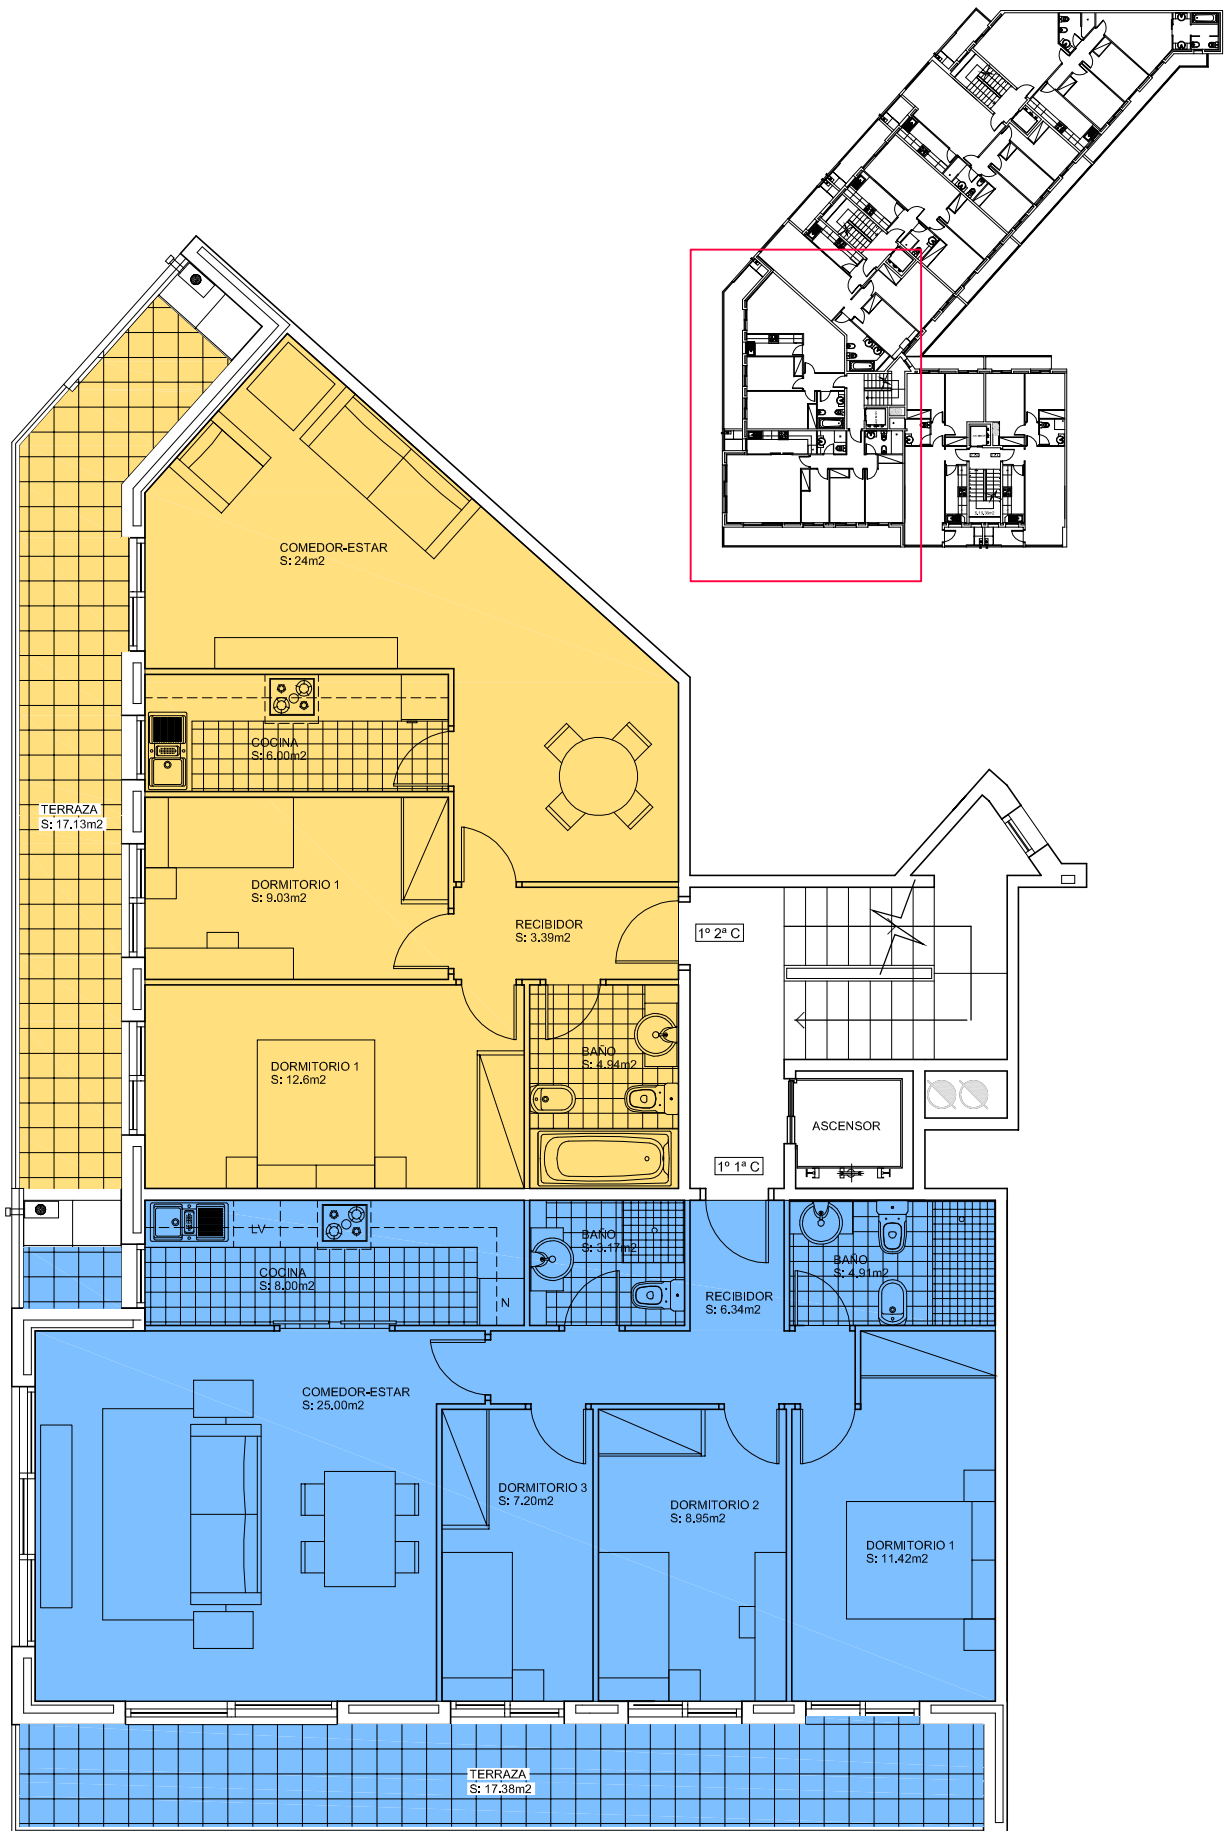 COMEDOR-ESTAR
S: 24m2
COCINA
S: 6.00m2
TERRAZA
S: 17.13m2
DORMITORIO 1
S: 9.03m2
RECIBIDOR
S: 3.39m2
1º 2ª C
DORMITORIO 1
S: 12.6m2
BAÑO
S: 4.94m2
ASCENSOR
1º 1ª C
LV
COCINA
S: 8.00m2
N
BAÑO
S: 3.17m2
RECIBIDOR
S: 6.34m2
BAÑO
S: 4.91m2
COMEDOR-ESTAR
S: 25.00m2
DORMITORIO 3
S: 7.20m2
DORMITORIO 2
S: 8.95m2
DORMITORIO 1
S: 11.42m2
TERRAZA
S: 17.38m2